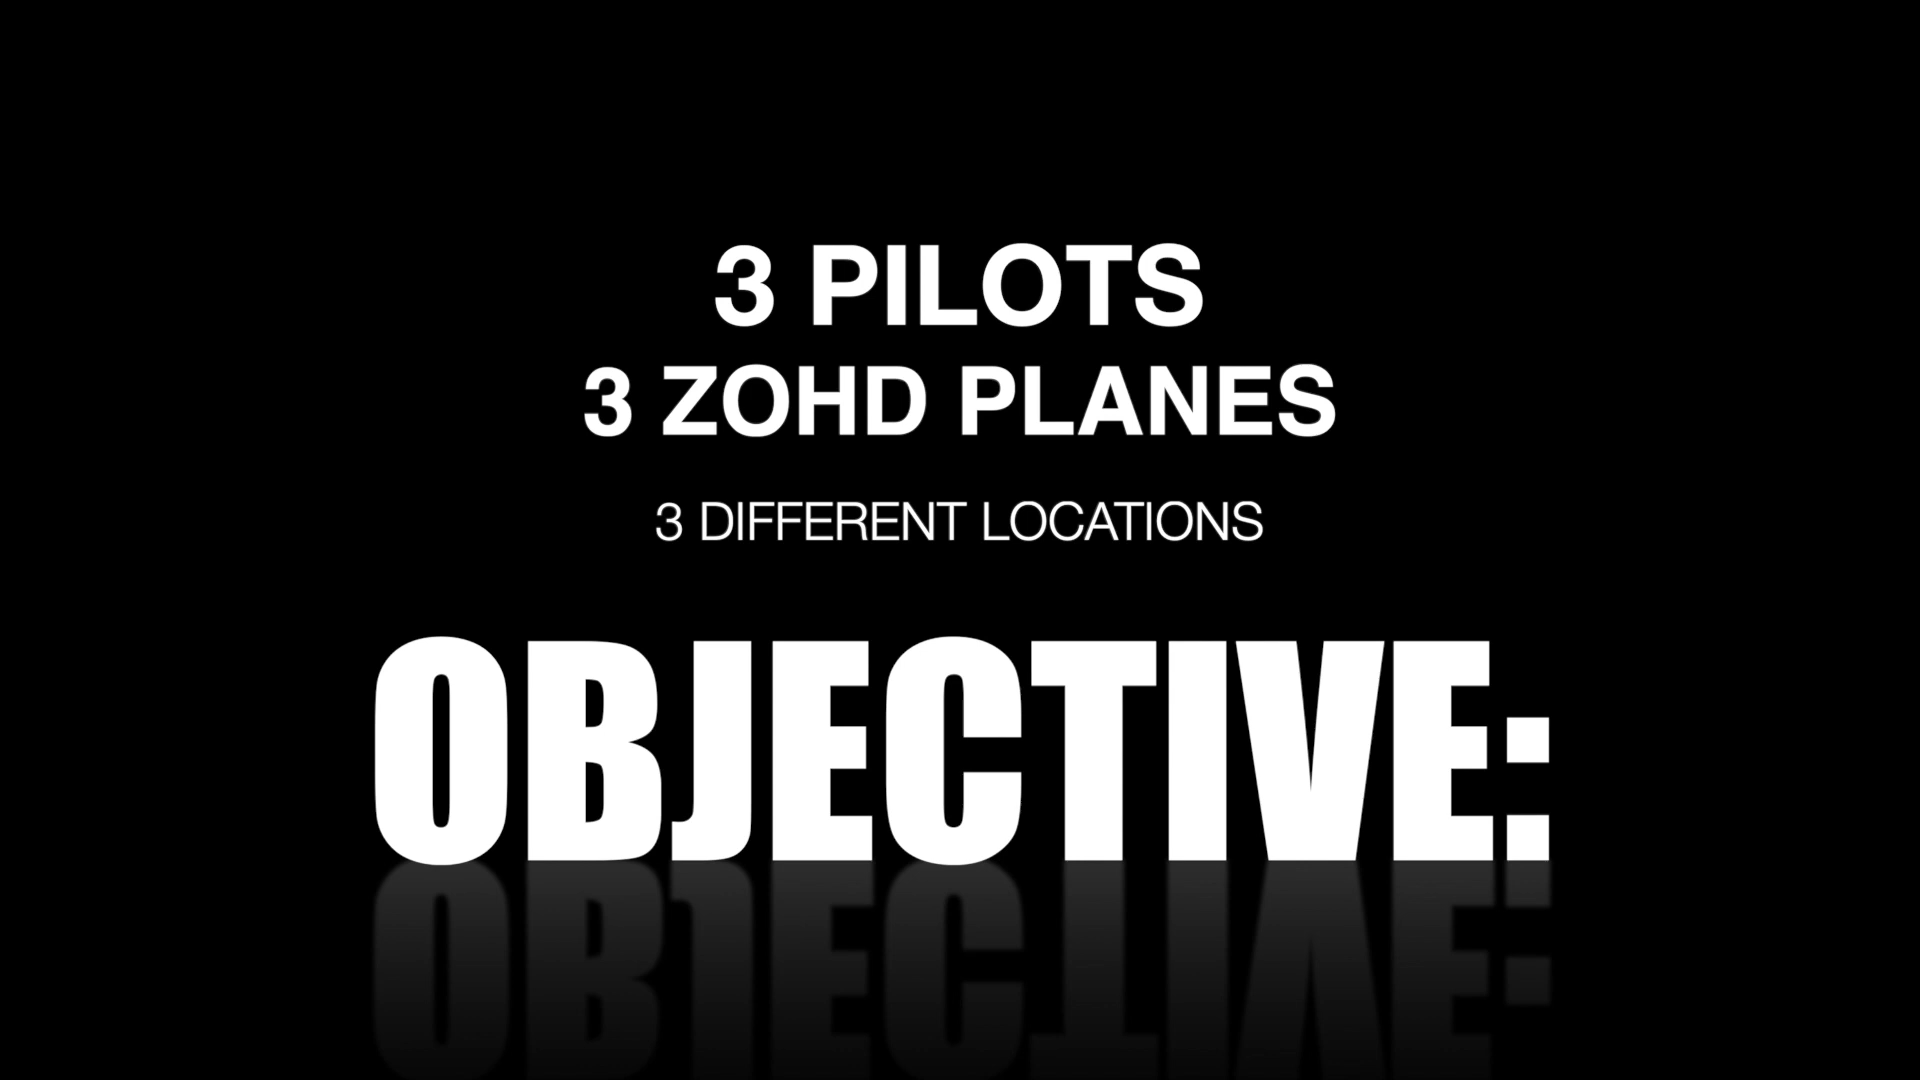 3 PILOTS
3 ZOHD PLANES
3 DIFFERENT LOCATIONS
OBJECTIVE: